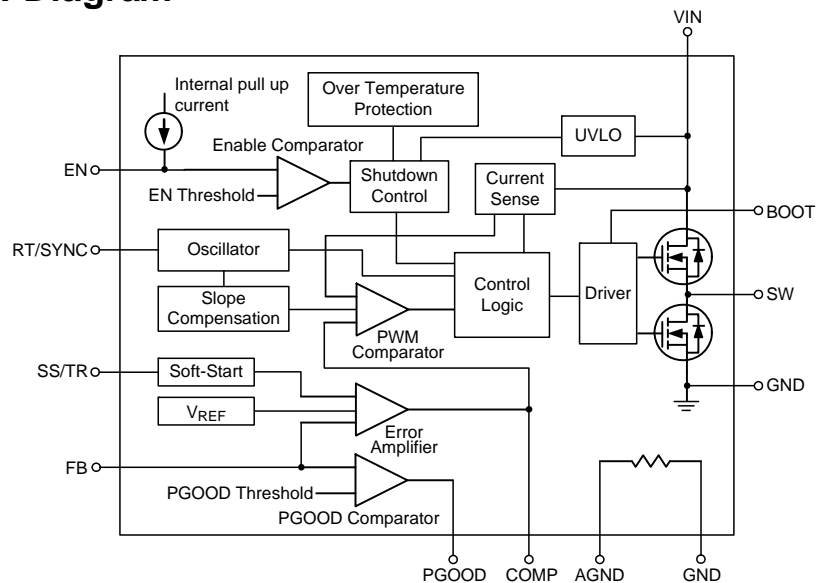 Diagram
VIN
Internal pull up
current
Over Temperature
Protection
UVLO
Enable Comparator
EN
Shutdown
Control
Current
Sense
EN Threshold
BOOT
RT/SYNC
Oscillator
Control
Logic
Driver
SW
Slope
Compensation
PWM
Comparator
SS/TR
Soft-Start
GND
VREF
Error
Amplifier
FB
PGOOD Threshold
PGOOD Comparator
PGOOD
COMP
AGND
GND